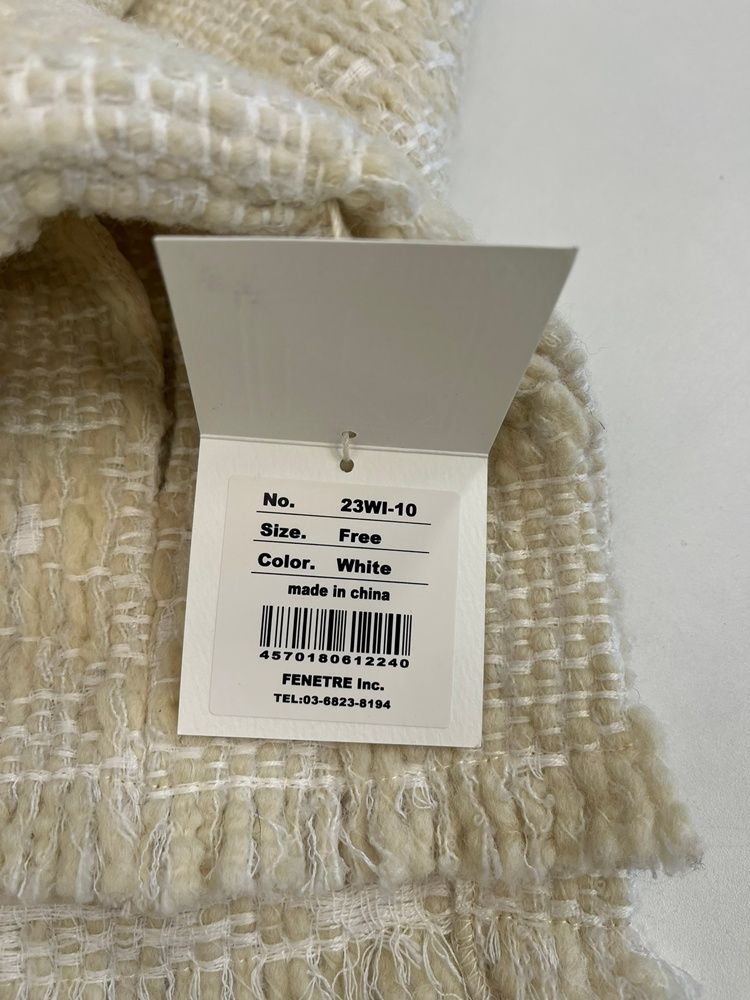 No. 23WI-10
Size. Free
Color. White
made in china
4570180612240
FENETRE Inc.
TEL:03-6823-8194